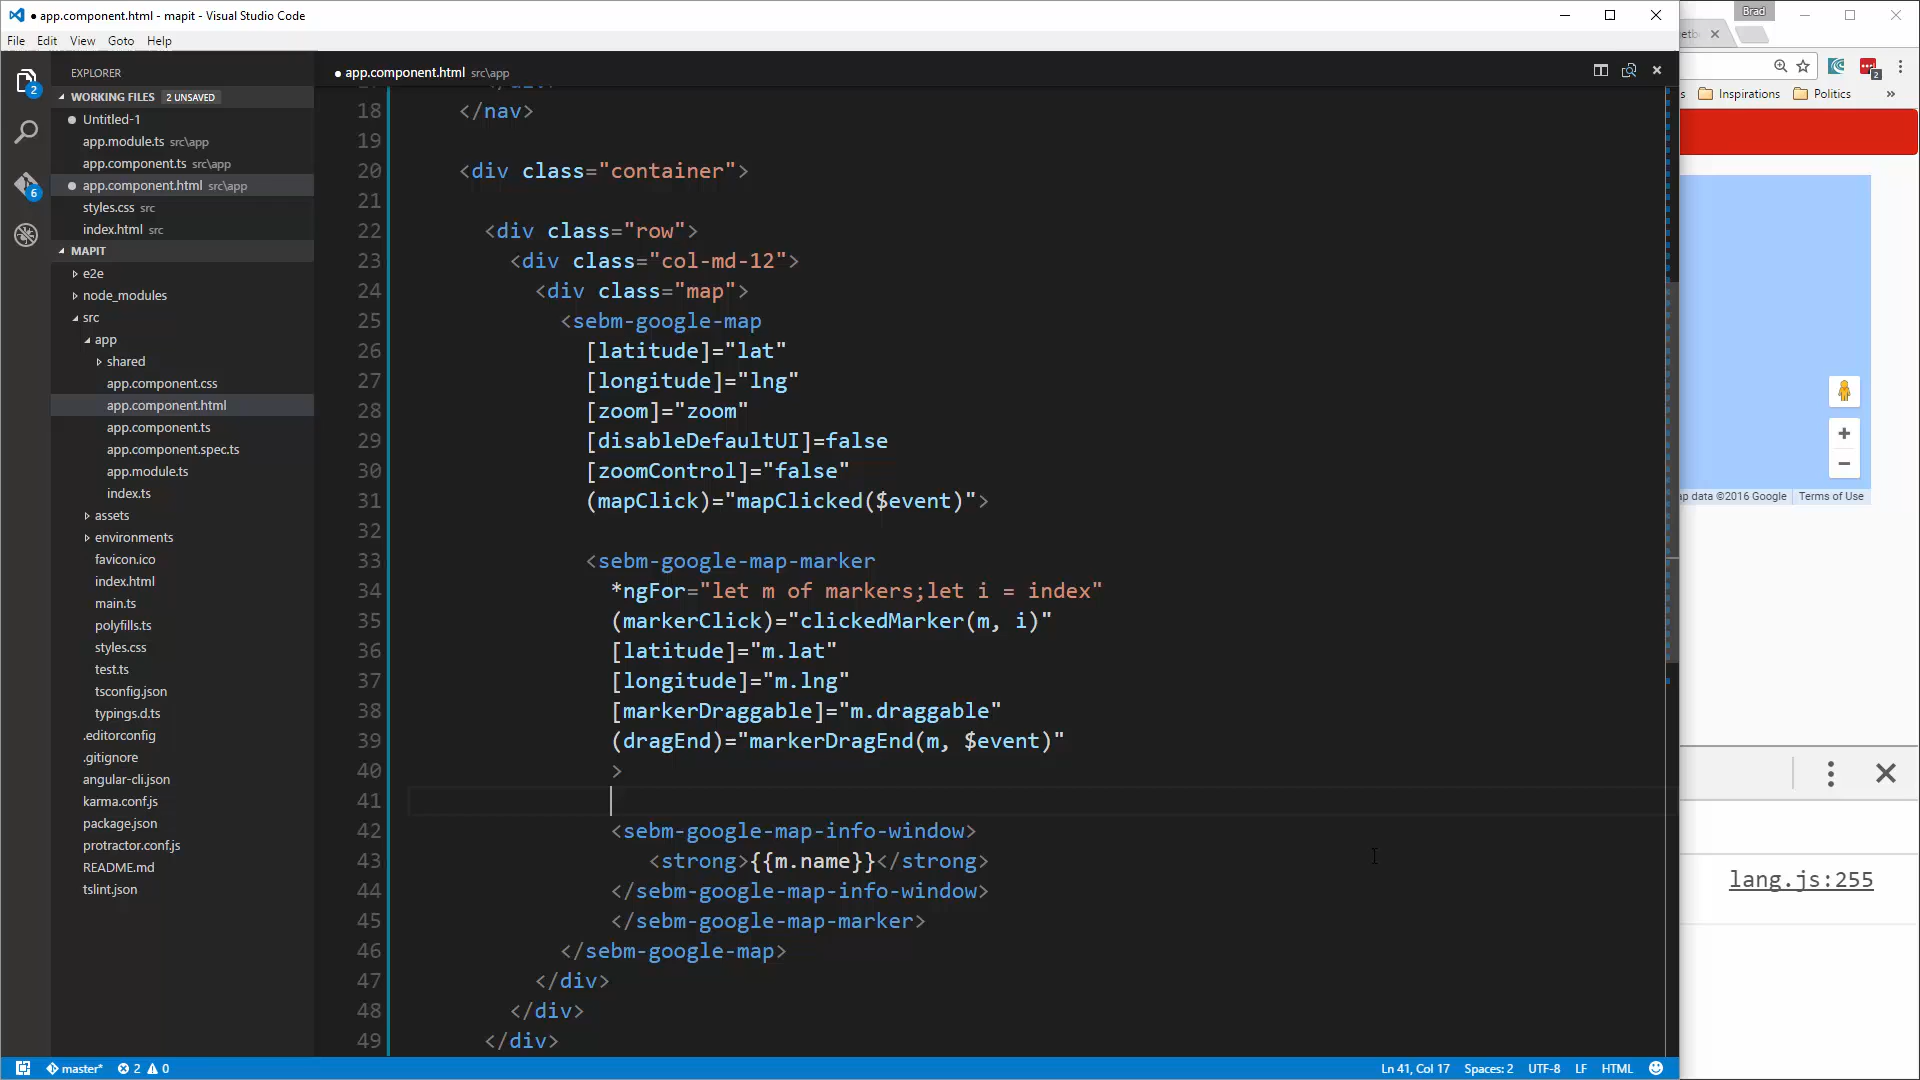 ● app.component.html - mapit - Visual Studio Code
Brad
File Edit View Goto Help
EXPLORER
● app.component.html src\app
WORKING FILES 2 UNSAVED
Untitled-1
app.module.ts src\app
app.component.ts src\app
app.component.html src\app
styles.css src
index.html src
MAPIT
e2e
node_modules
src
app
shared
app.component.css
app.component.html
app.component.ts
app.component.spec.ts
app.module.ts
index.ts
assets
environments
favicon.ico
index.html
main.ts
polyfills.ts
styles.css
test.ts
tsconfig.json
typings.d.ts
.editorconfig
.gitignore
angular-cli.json
karma.conf.js
package.json
protractor.conf.js
README.md
tslint.json
2
6
18 </nav>
19
20 <div class="container">
21
22 <div class="row">
23 <div class="col-md-12">
24 <div class="map">
25 <sebm-google-map
26 [latitude]="lat"
27 [longitude]="lng"
28 [zoom]="zoom"
29 [disableDefaultUI]=false
30 [zoomControl]="false"
31 (mapClick)="mapClicked($event)">
32
33 <sebm-google-map-marker
34 *ngFor="let m of markers;let i = index"
35 (markerClick)="clickedMarker(m, i)"
36 [latitude]="m.lat"
37 [longitude]="m.lng"
38 [markerDraggable]="m.draggable"
39 (dragEnd)="markerDragEnd(m, $event)"
40 >
41
42 <sebm-google-map-info-window>
43 <strong>{{m.name}}</strong>
44 </sebm-google-map-info-window>
45 </sebm-google-map-marker>
46 </sebm-google-map>
47 </div>
48 </div>
49 </div>
2
s Inspirations Politics »
+
−
p data ©2016 Google Terms of Use
lang.js:255
master* 2 0
Ln 41, Col 17 Spaces: 2 UTF-8 LF HTML